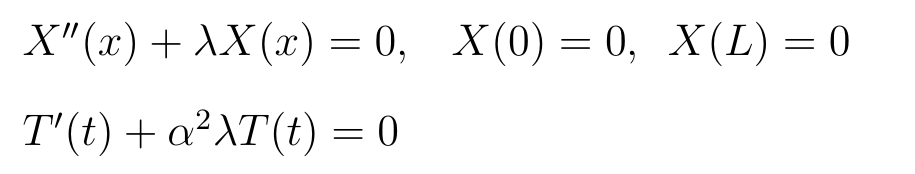 X″(x) + λX(x) = 0, X(0) = 0, X(L) = 0
T′(t) + α²λT(t) = 0